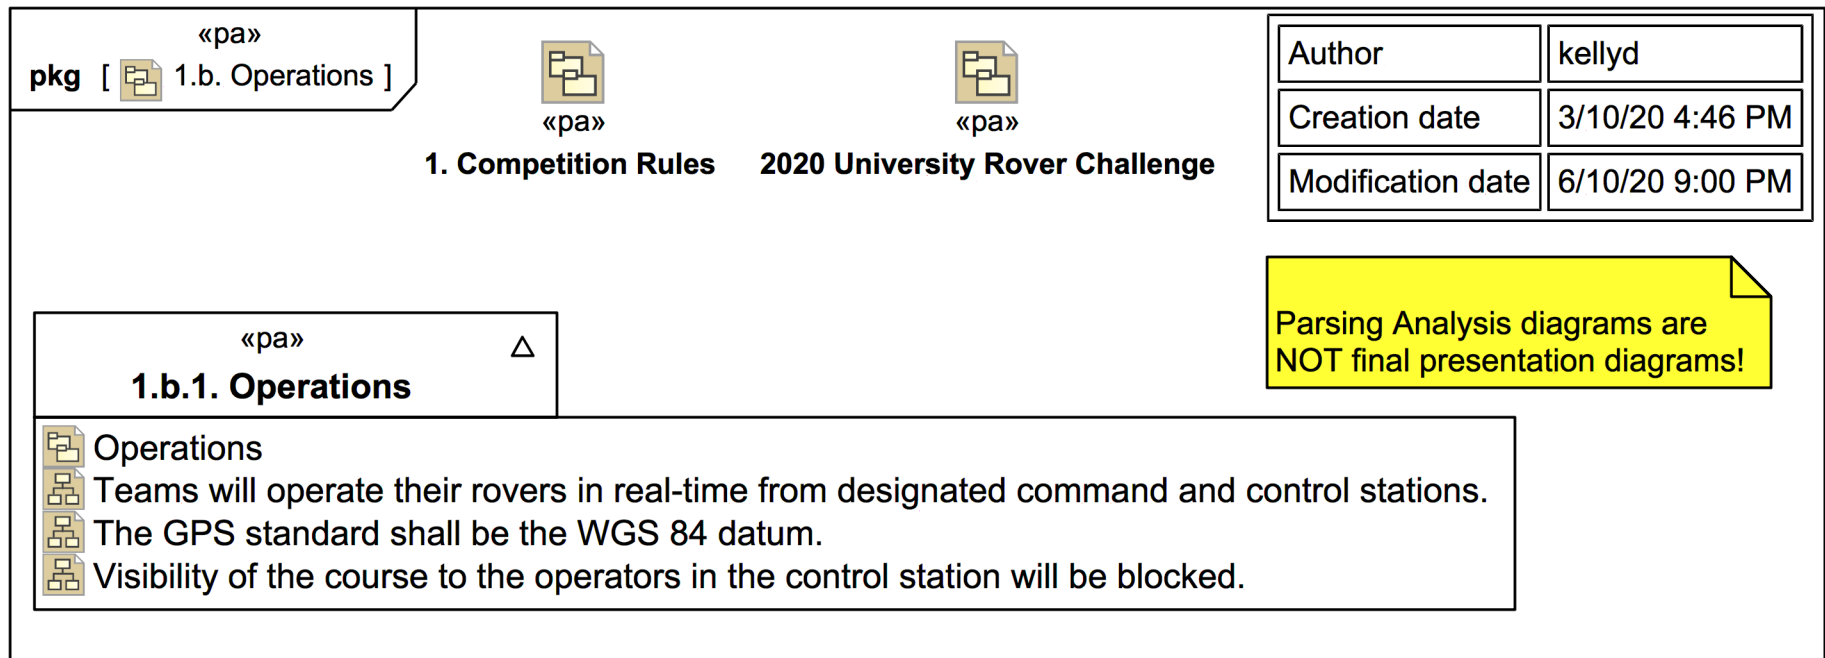 «pa»
pkg [ 1.b. Operations ]
«pa»
1. Competition Rules
«pa»
2020 University Rover Challenge
Author kellyd
Creation date 3/10/20 4:46 PM
Modification date 6/10/20 9:00 PM
Parsing Analysis diagrams are
NOT final presentation diagrams!
«pa»
1.b.1. Operations
Operations
Teams will operate their rovers in real-time from designated command and control stations.
The GPS standard shall be the WGS 84 datum.
Visibility of the course to the operators in the control station will be blocked.